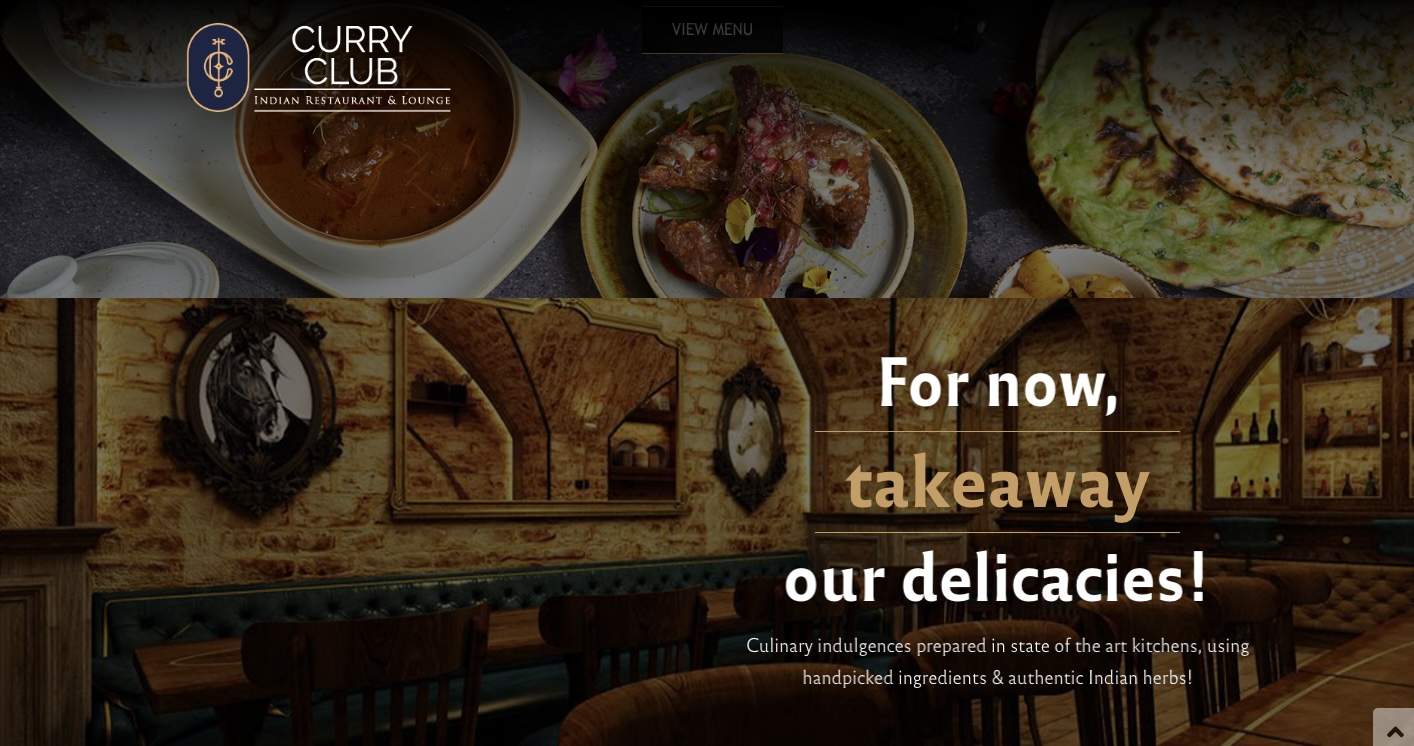 VIEW MENU
CURRY
CLUB
INDIAN RESTAURANT & LOUNGE
For now,
takeaway
our delicacies!
Culinary indulgences prepared in state of the art kitchens, using
handpicked ingredients & authentic Indian herbs!